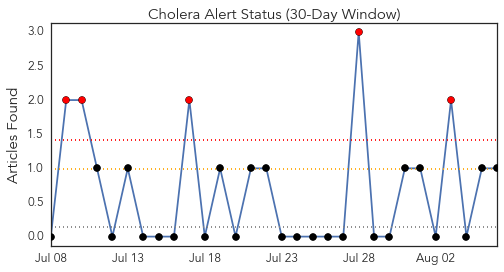 Cholera Alert Status (30-Day Window)
Articles Found
3.0
2.5
2.0
1.5
1.0
0.5
0.0
Jul 08 Jul 13 Jul 18 Jul 23 Jul 28 Aug 02